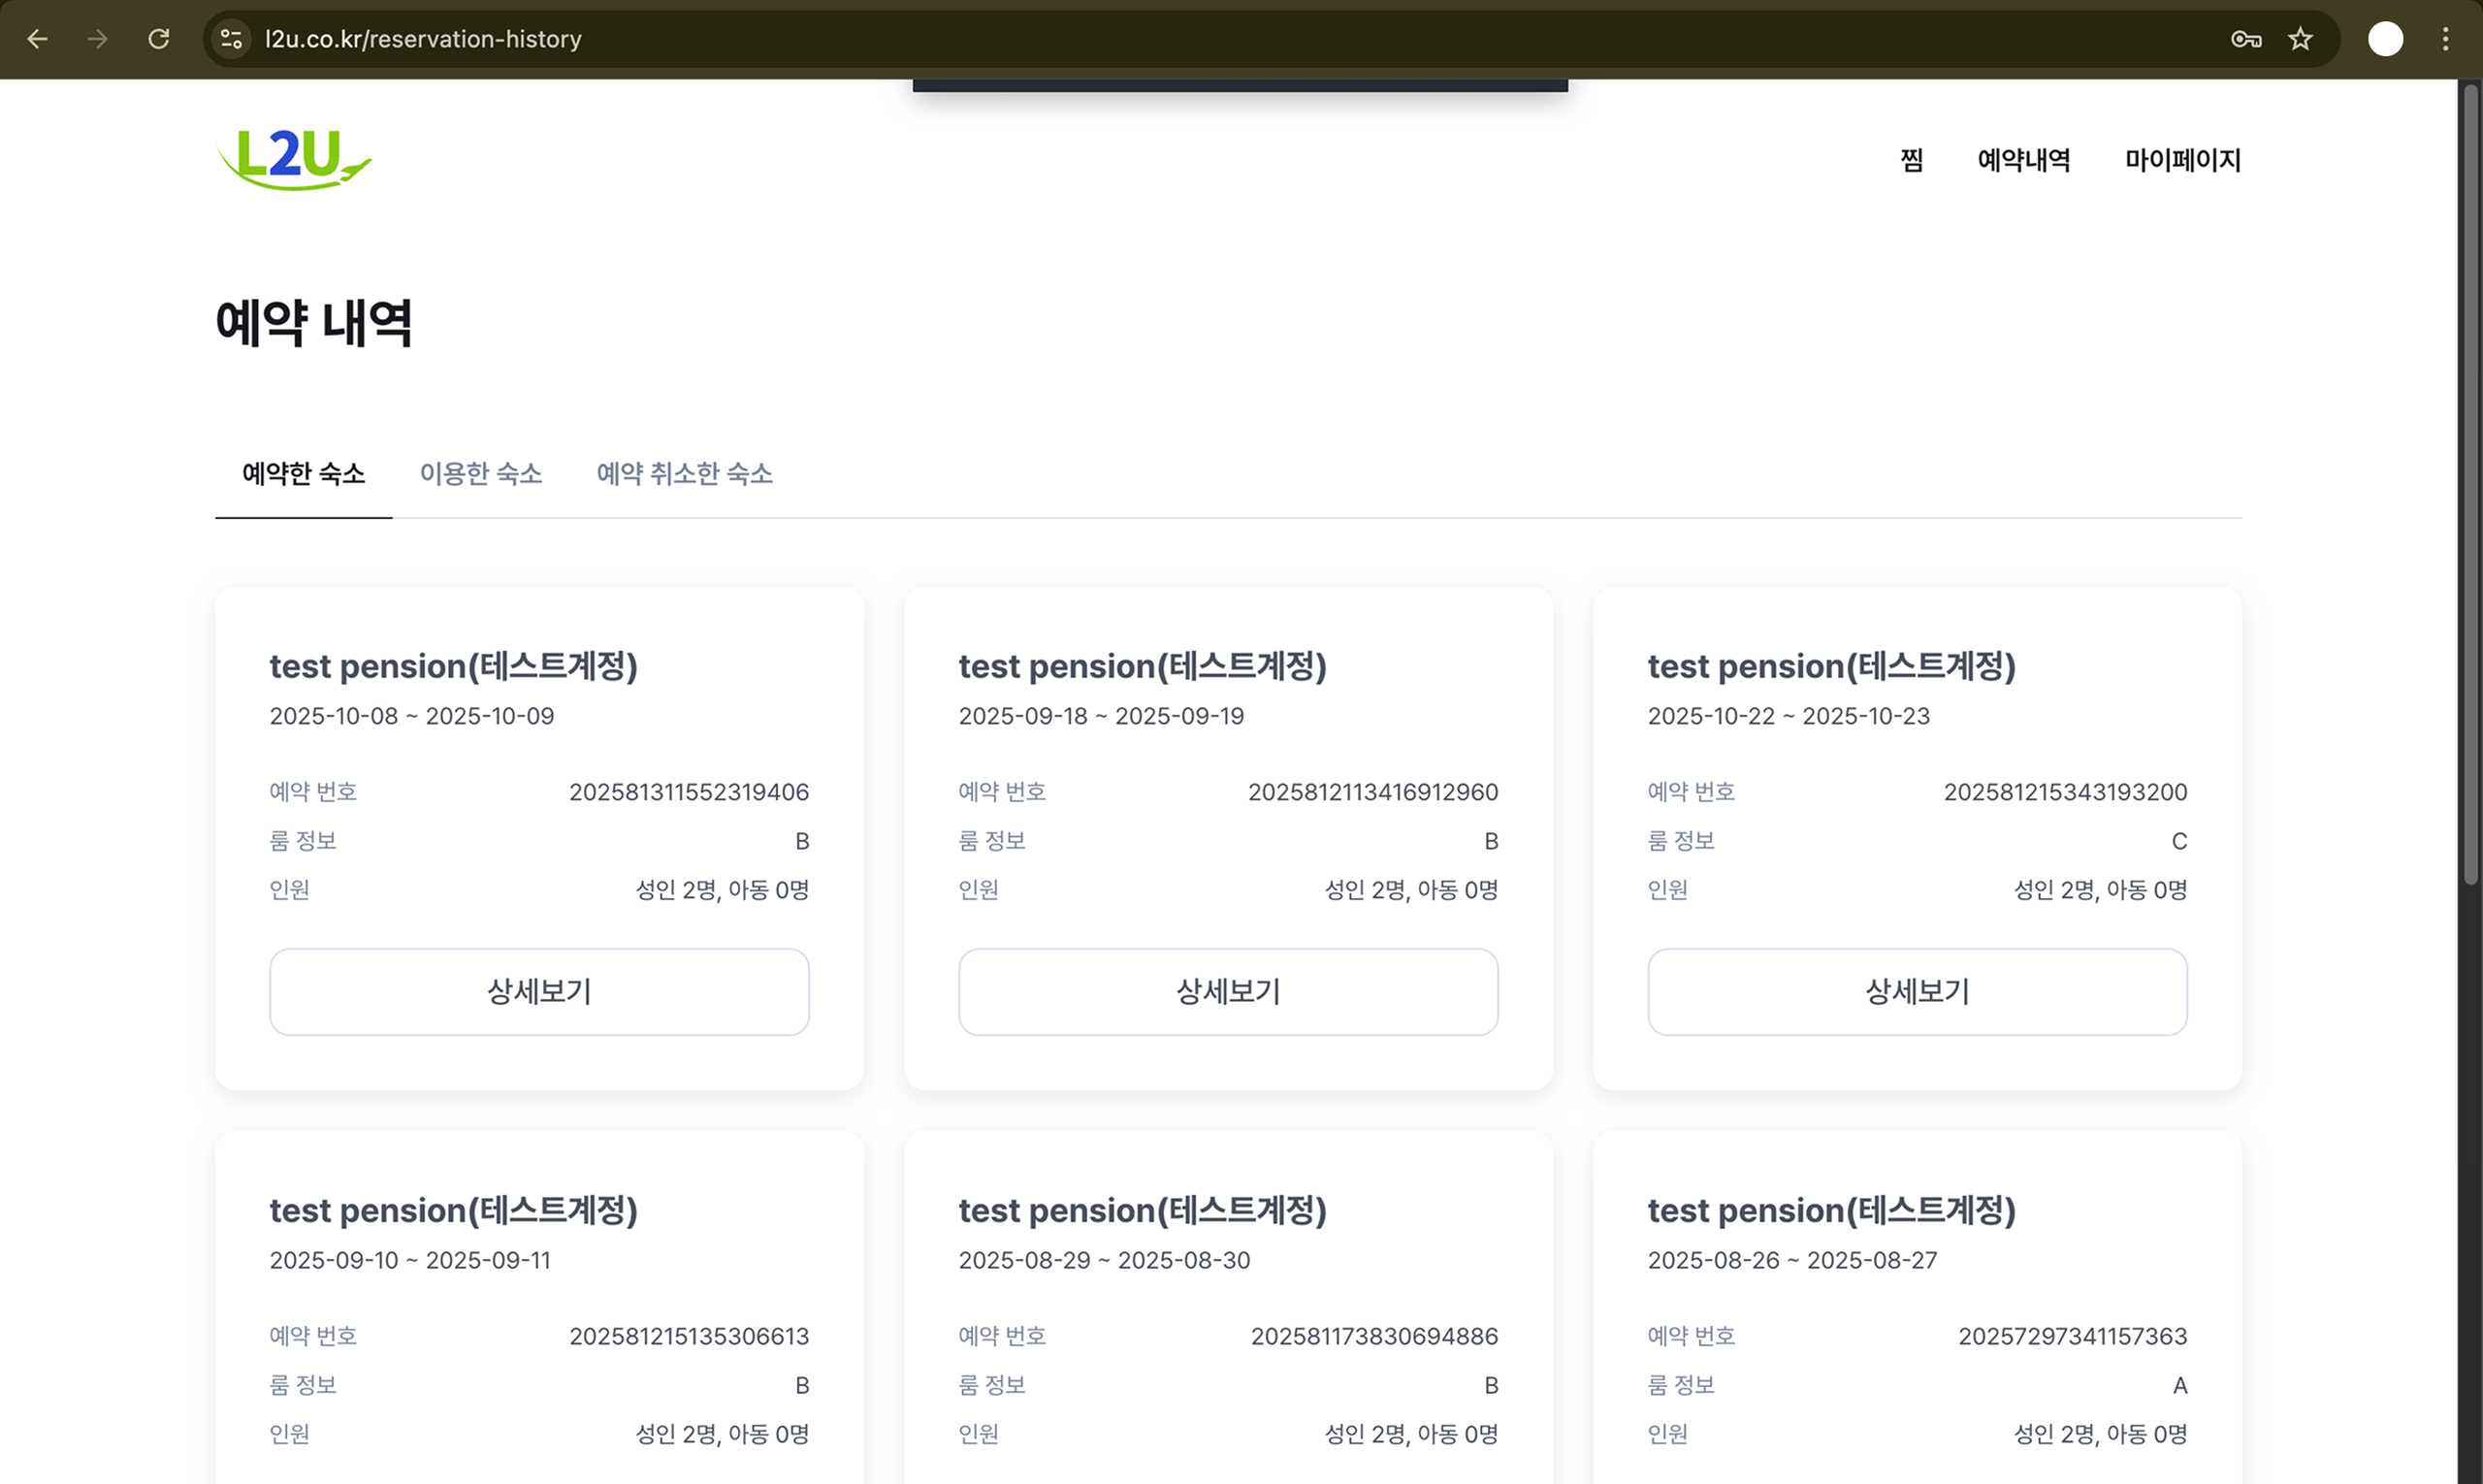 l2u.co.kr/reservation-history
L2U
찜 예약내역 마이페이지
예약 내역
예약한 숙소 이용한 숙소 예약 취소한 숙소
test pension(테스트계정) test pension(테스트계정) test pension(테스트계정)
2025-10-08 ~ 2025-10-09 2025-09-18 ~ 2025-09-19 2025-10-22 ~ 2025-10-23
예약 번호 202581311552319406 예약 번호 2025812113416912960 예약 번호 202581215343193200
룸 정보 B 룸 정보 B 룸 정보 C
인원 성인 2명, 아동 0명 인원 성인 2명, 아동 0명 인원 성인 2명, 아동 0명
상세보기 상세보기 상세보기
test pension(테스트계정) test pension(테스트계정) test pension(테스트계정)
2025-09-10 ~ 2025-09-11 2025-08-29 ~ 2025-08-30 2025-08-26 ~ 2025-08-27
예약 번호 202581215135306613 예약 번호 202581173830694886 예약 번호 20257297341157363
룸 정보 B 룸 정보 B 룸 정보 A
인원 성인 2명, 아동 0명 인원 성인 2명, 아동 0명 인원 성인 2명, 아동 0명